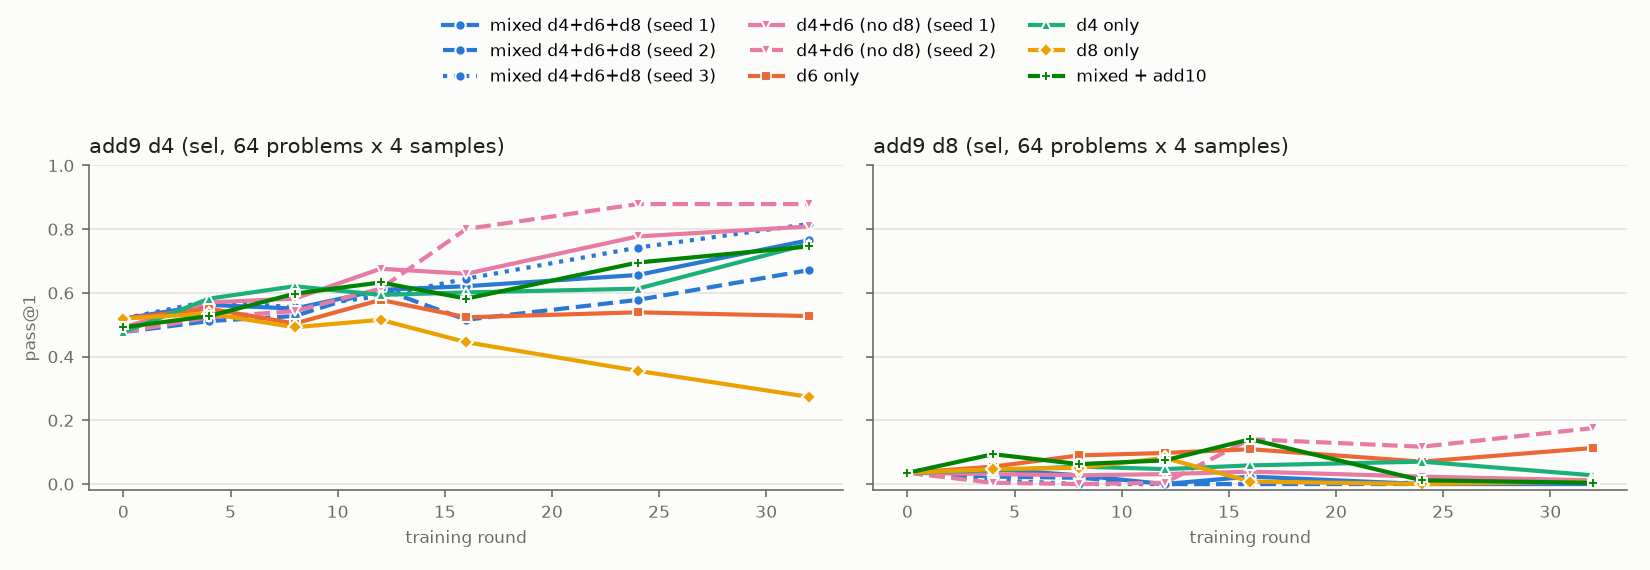 mixed d4+d6+d8 (seed 1)
mixed d4+d6+d8 (seed 2)
mixed d4+d6+d8 (seed 3)
d4+d6 (no d8) (seed 1)
d4+d6 (no d8) (seed 2)
d6 only
d4 only
d8 only
mixed + add10
add9 d4 (sel, 64 problems x 4 samples)
pass@1
1.0
0.8
0.6
0.4
0.2
0.0
0 5 10 15 20 25 30
training round
add9 d8 (sel, 64 problems x 4 samples)
0 5 10 15 20 25 30
training round